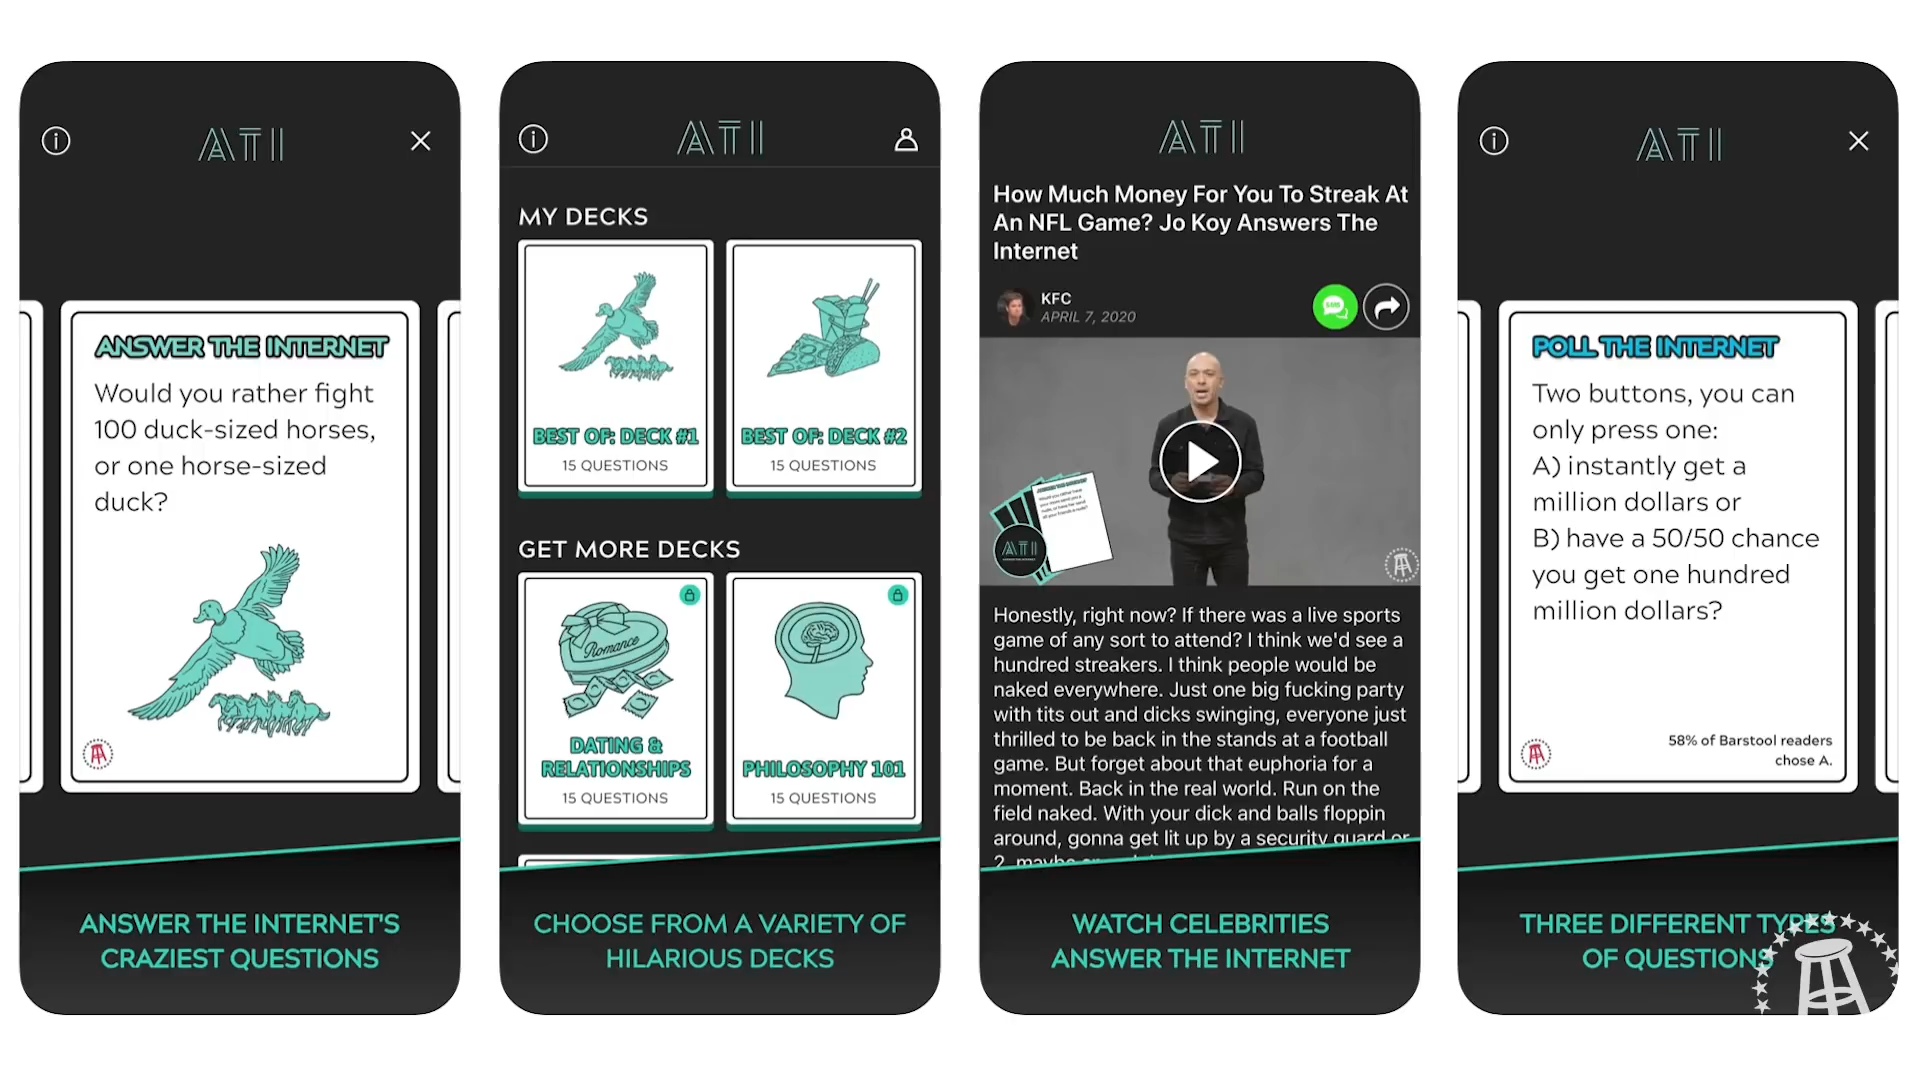 ATI
ANSWER THE INTERNET
Would you rather fight
100 duck-sized horses,
or one horse-sized
duck?
ANSWER THE INTERNET'S
CRAZIEST QUESTIONS
ATI
MY DECKS
BEST OF: DECK #1
15 QUESTIONS
BEST OF: DECK #2
15 QUESTIONS
GET MORE DECKS
Romance
DATING &
RELATIONSHIPS
15 QUESTIONS
PHILOSOPHY 101
15 QUESTIONS
CHOOSE FROM A VARIETY OF
HILARIOUS DECKS
ATI
How Much Money For You To Streak At
An NFL Game? Jo Koy Answers The
Internet
KFC
APRIL 7, 2020
ATI
Honestly, right now? If there was a live sports
game of any sort to attend? I think we'd see a
hundred streakers. I think people would be
naked everywhere. Just one big fucking party
with tits out and dicks swinging, everyone just
thrilled to be back in the stands at a football
game. But forget about that euphoria for a
moment. Back in the real world. Run on the
field naked. With your dick and balls floppin
around, gonna get lit up by a security guard or
2, maybe
WATCH CELEBRITIES
ANSWER THE INTERNET
ATI
POLL THE INTERNET
Two buttons, you can
only press one:
A) instantly get a
million dollars or
B) have a 50/50 chance
you get one hundred
million dollars?
58% of Barstool readers
chose A.
THREE DIFFERENT TYPES
OF QUESTIONS